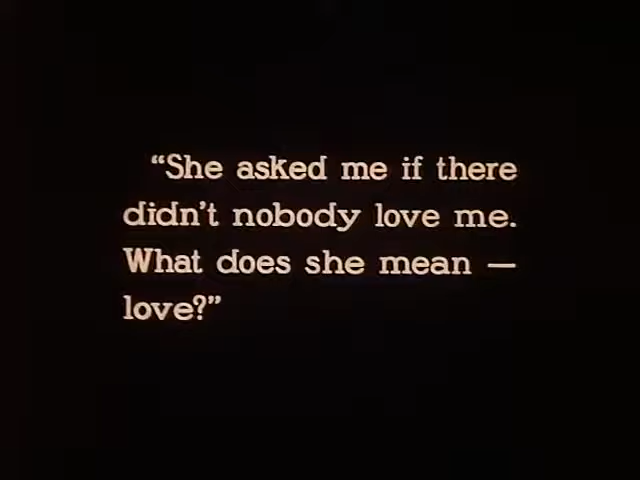 “She asked me if there
didn’t nobody love me.
What does she mean —
love?”